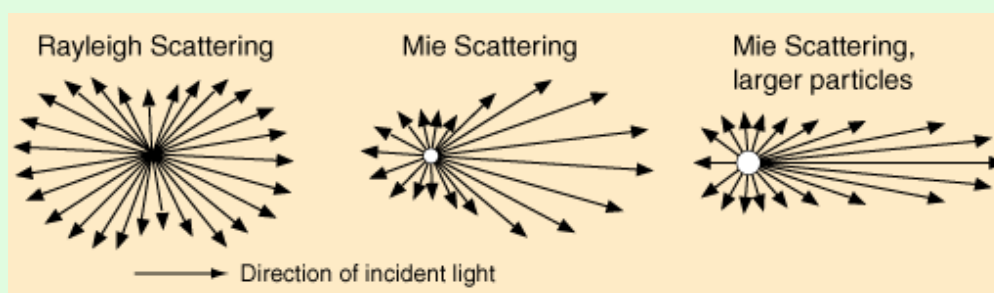 Rayleigh Scattering
Mie Scattering
Mie Scattering,
larger particles
Direction of incident light